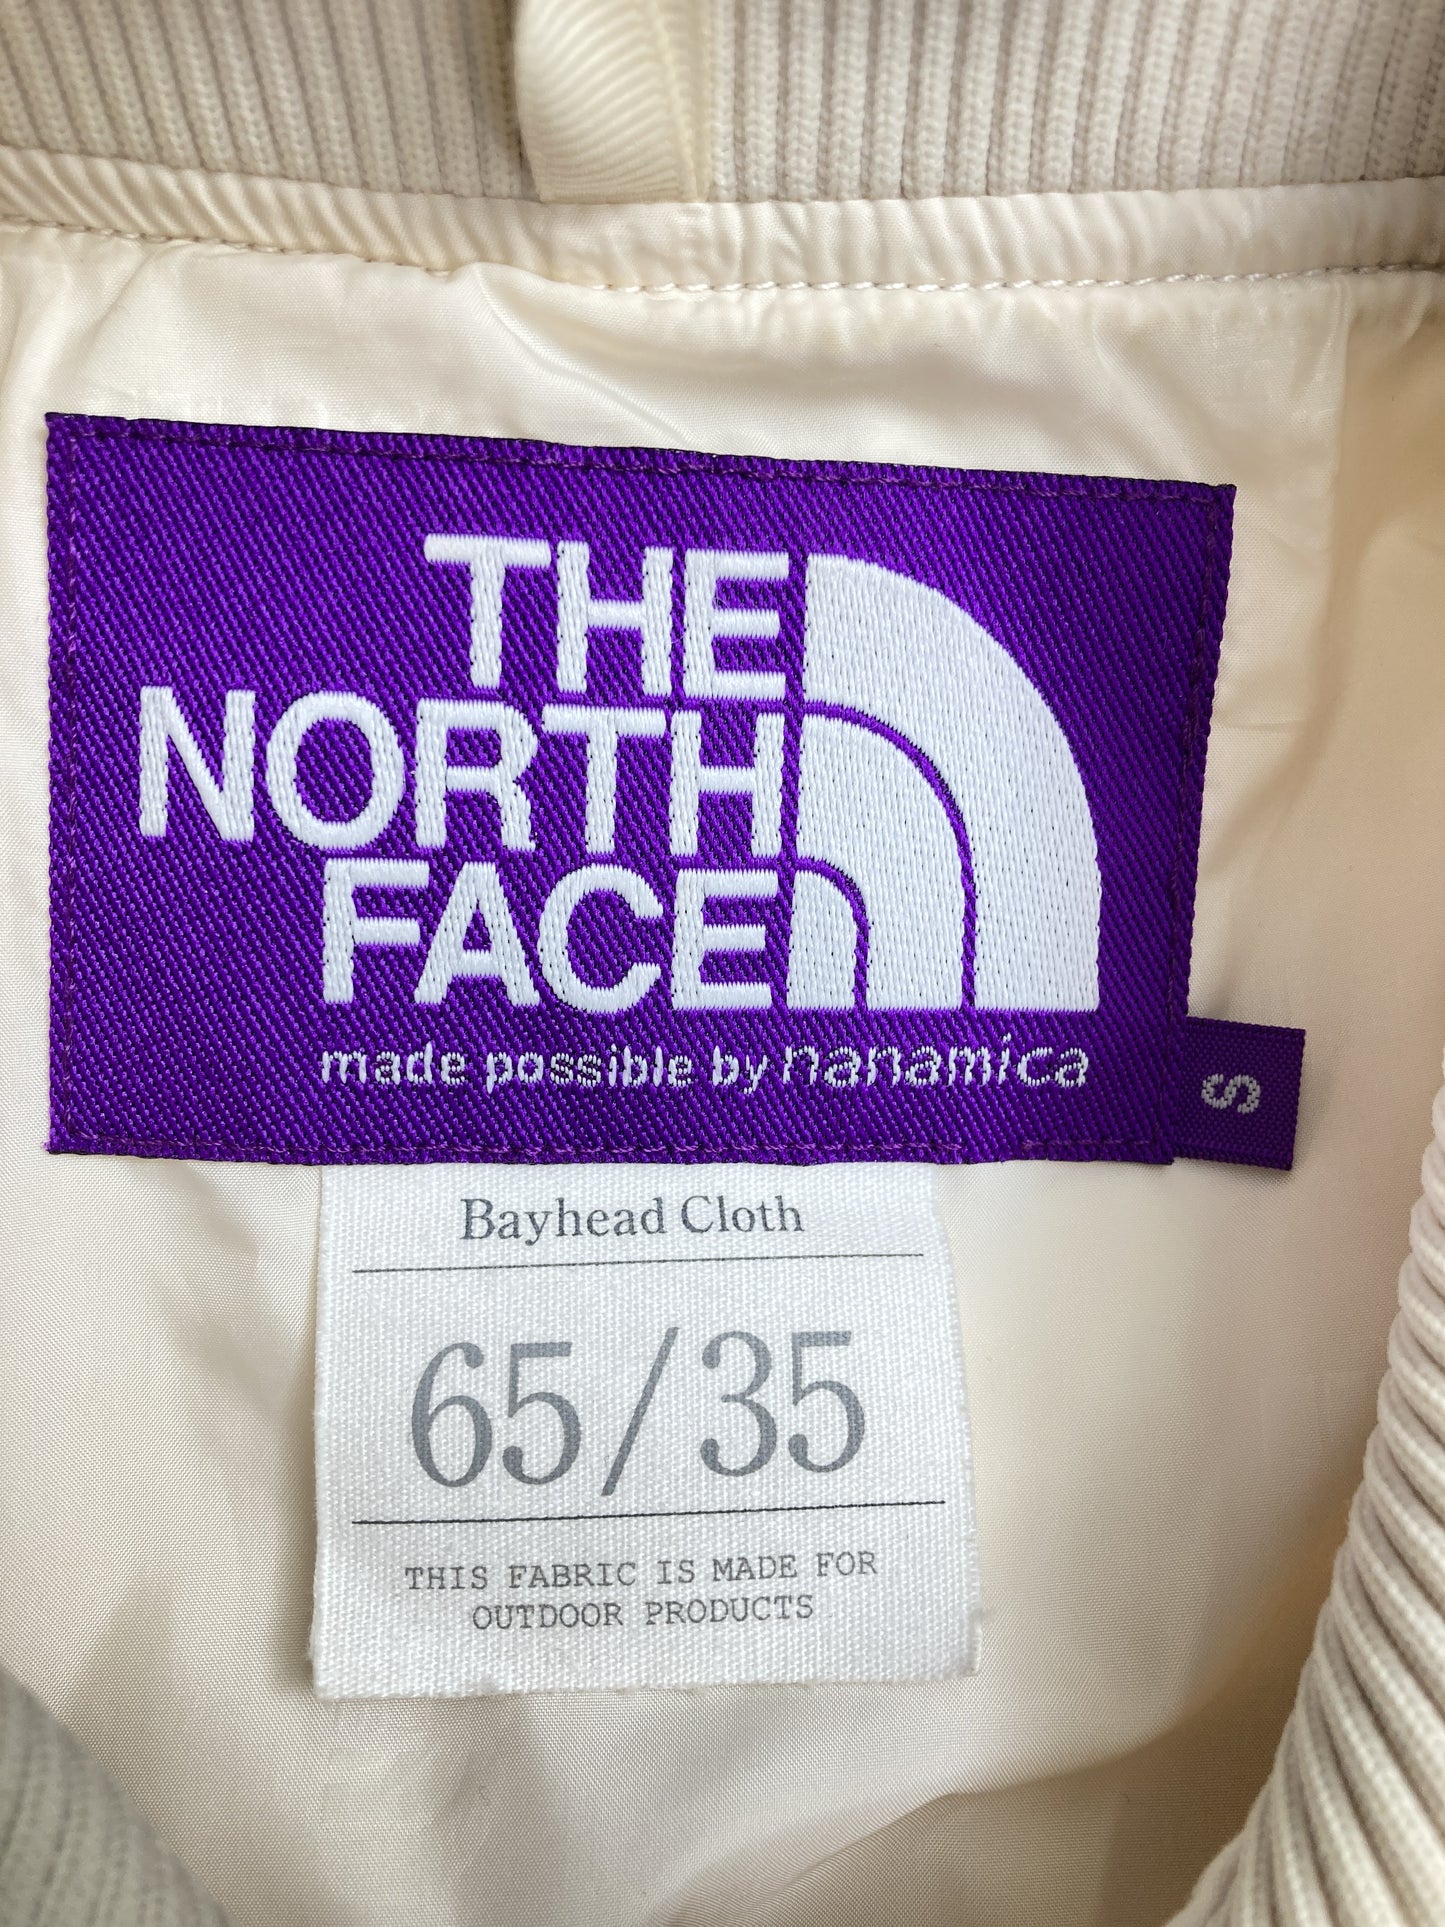 THE
NORTH
FACE
made possible by nanamica
S
Bayhead Cloth
65/35
THIS FABRIC IS MADE FOR
OUTDOOR PRODUCTS